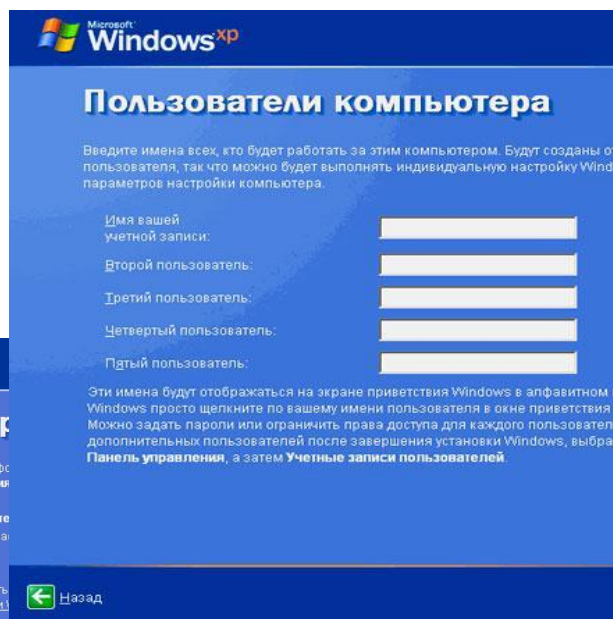 Microsoft
Windows xp
Пользователи компьютера
Введите имена всех, кто будет работать за этим компьютером. Будут созданы
пользователя, так что можно будет выполнять индивидуальную настройку
параметров настройки компьютера.
Имя вашей
учетной записи:
Второй пользователь:
Третий пользователь:
Четвертый пользователь:
Пятый пользователь:
Эти имена будут отображаться на экране приветствия Windows в алфавитном
Windows просто щелкните по вашему имени пользователя в окне приветствия
Можно задать пароли или ограничить права доступа для каждого
дополнительных пользователей после завершения установки Windows,
Панель управления, а затем Учетные записи пользователей.
Назад